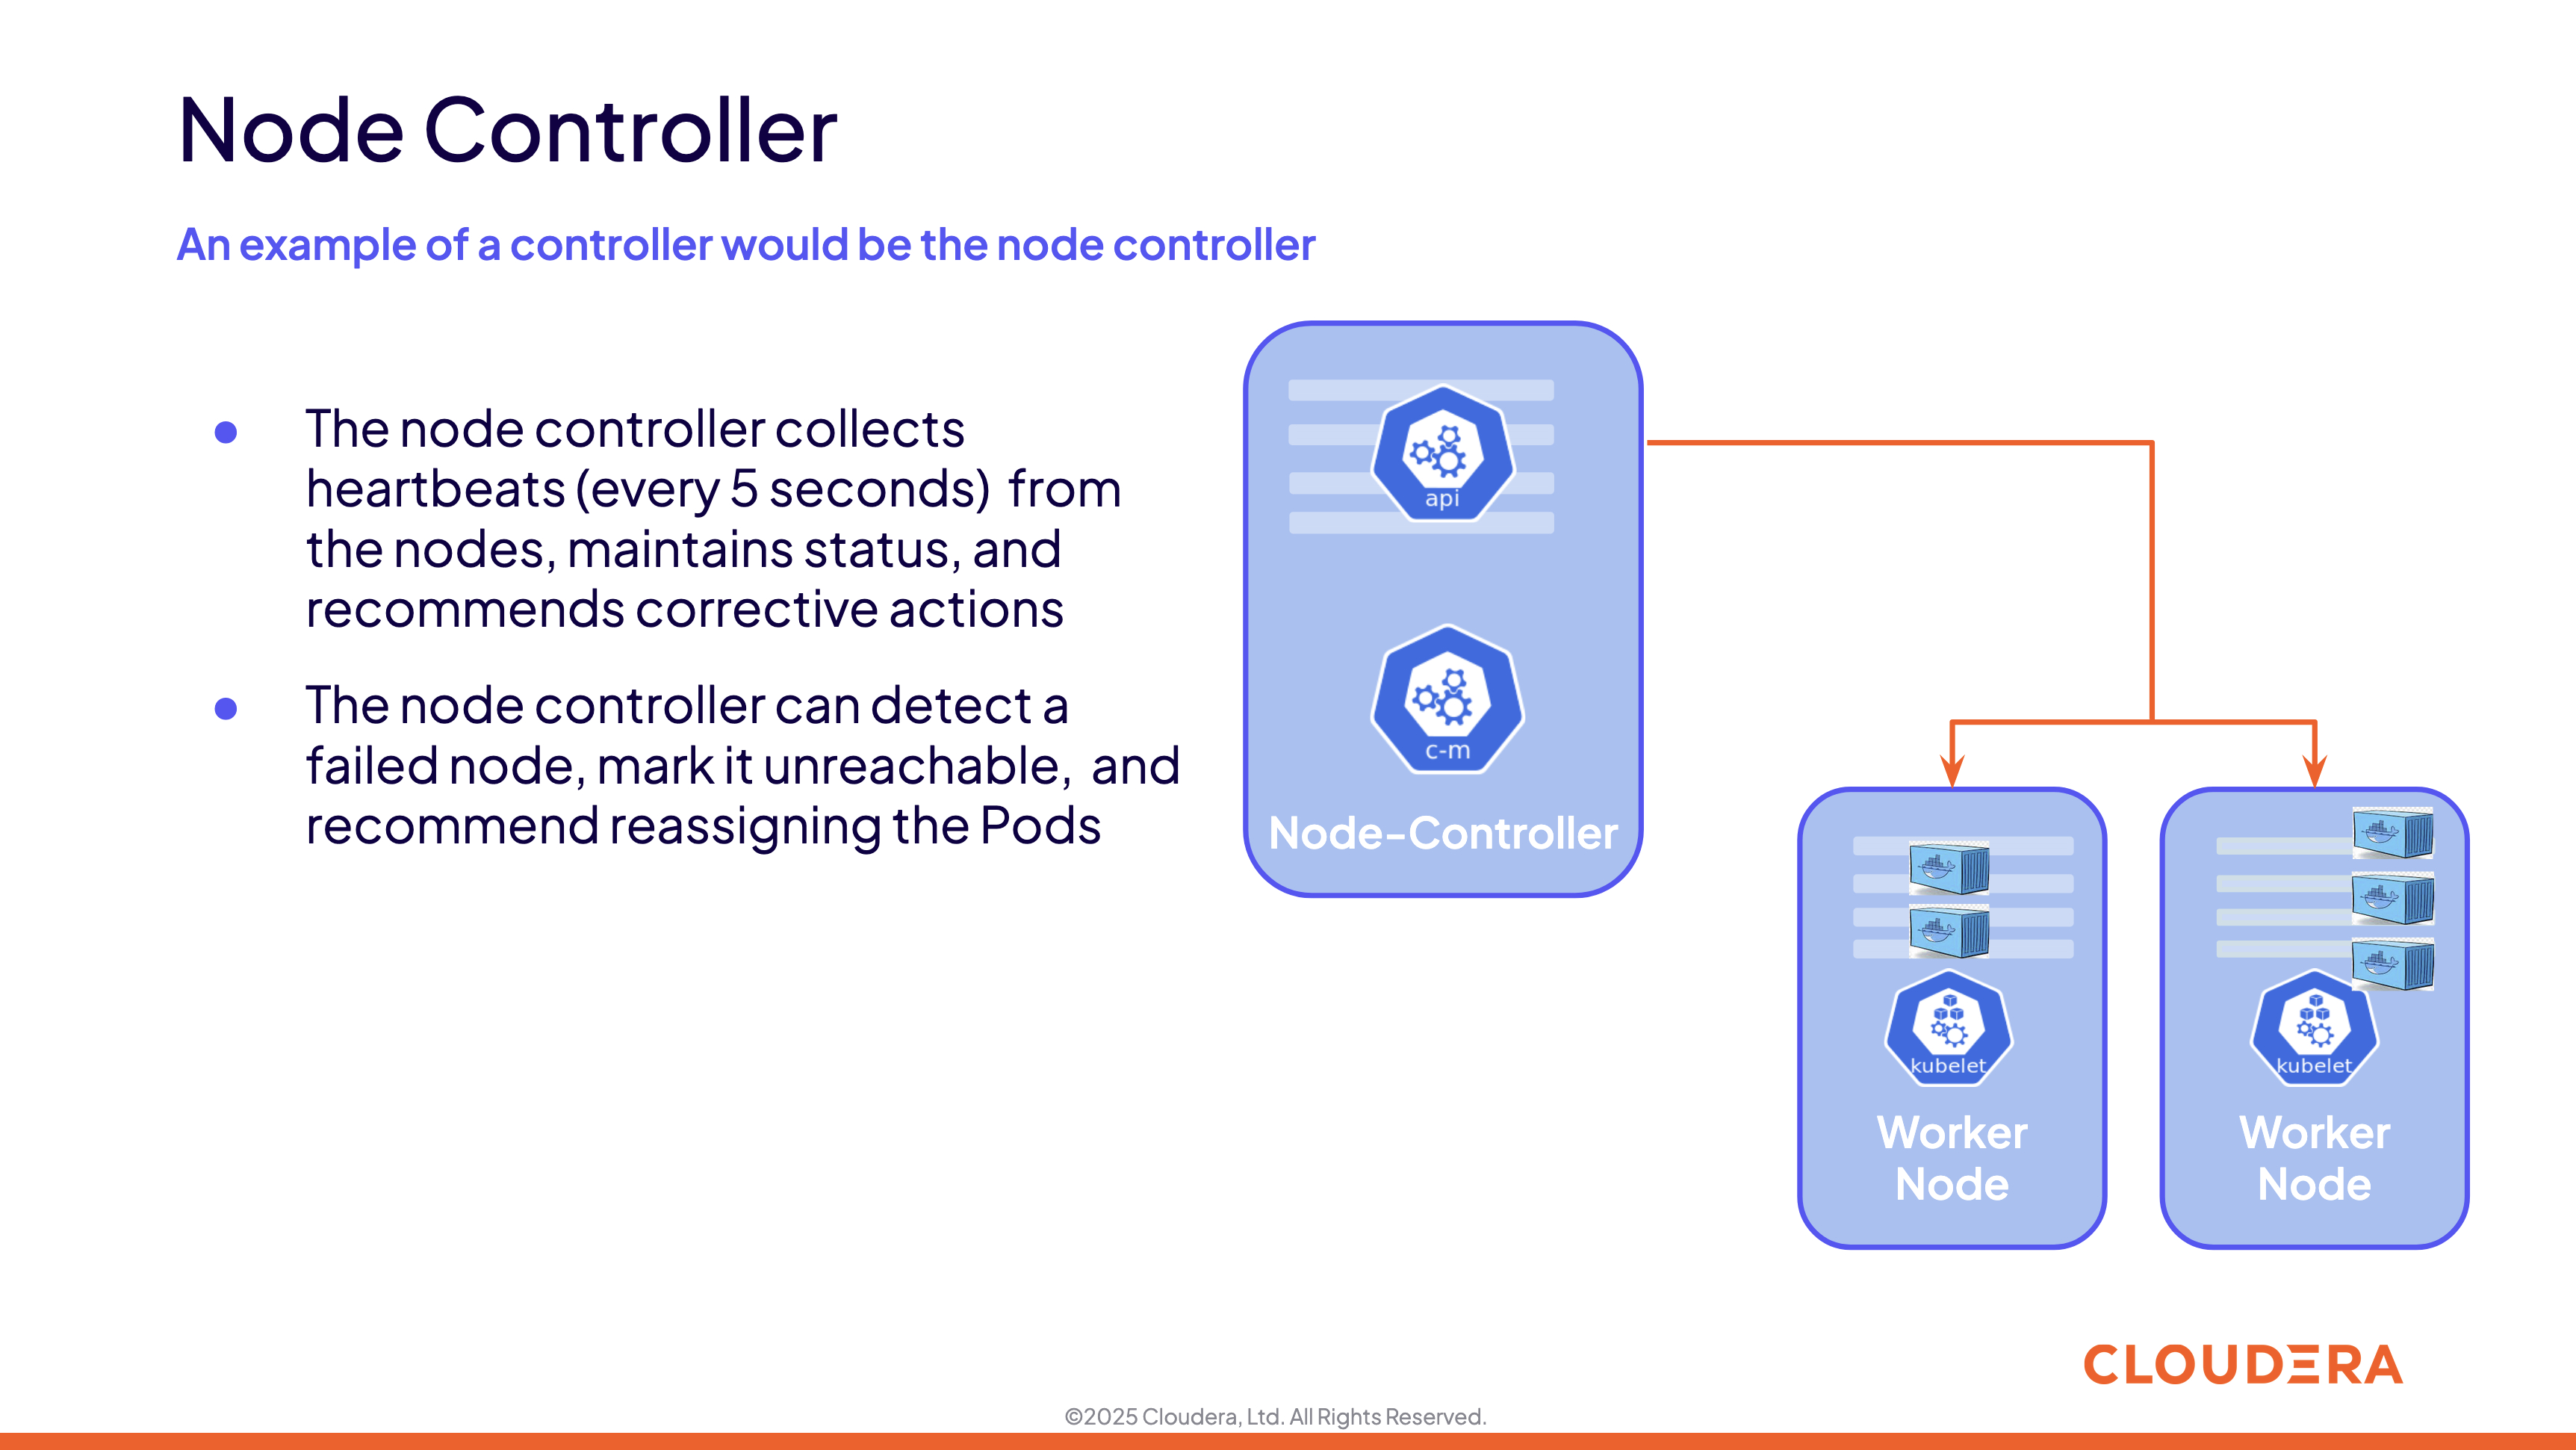 Node Controller
An example of a controller would be the node controller
● The node controller collects
heartbeats (every 5 seconds)  from
the nodes, maintains status, and
recommends corrective actions
● The node controller can detect a
failed node, mark it unreachable,  and
recommend reassigning the Pods
api
c-m
Node-Controller
kubelet
Worker
Node
kubelet
Worker
Node
CLOUDERA
©2025 Cloudera, Ltd. All Rights Reserved.